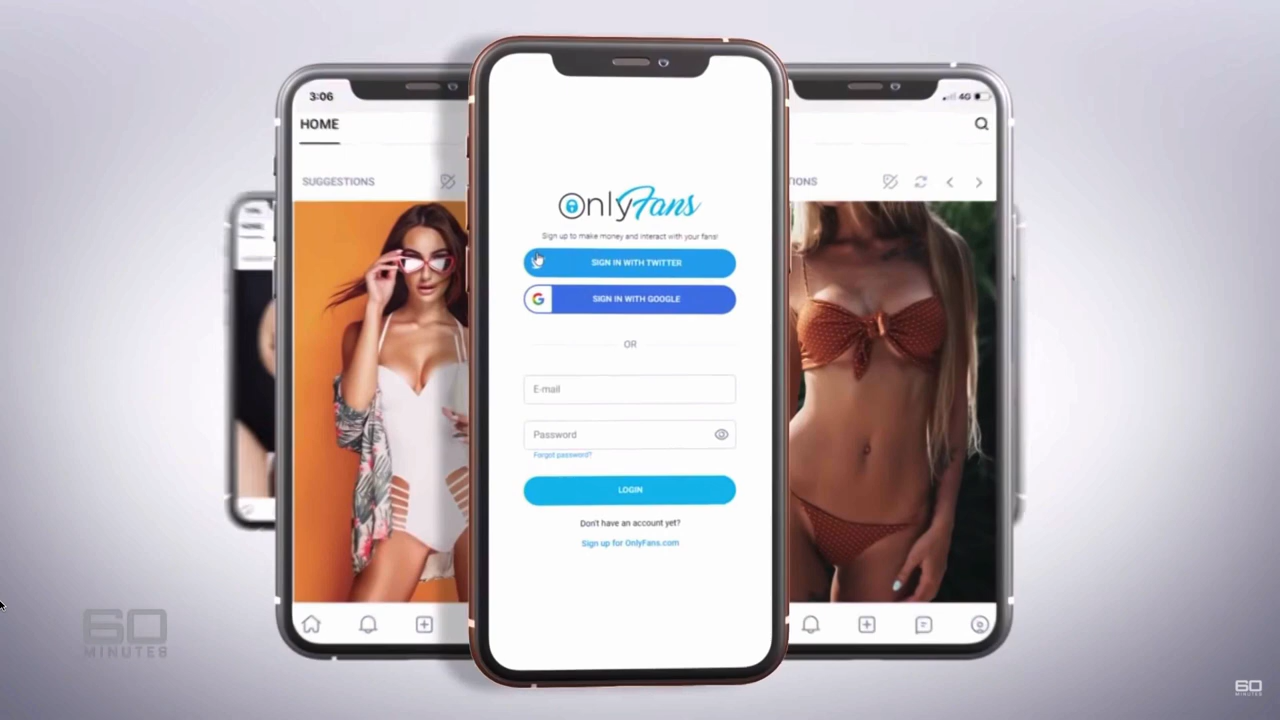 3:06
HOME
SUGGESTIONS
OnlyFans
Sign up to make money and interact with your fans!
SIGN IN WITH TWITTER
G
SIGN IN WITH GOOGLE
OR
E-mail
Password
Forgot password?
LOGIN
Don't have an account yet?
Sign up for OnlyFans.com
4G
TIONS
60
MINUTES
60
MINUTES